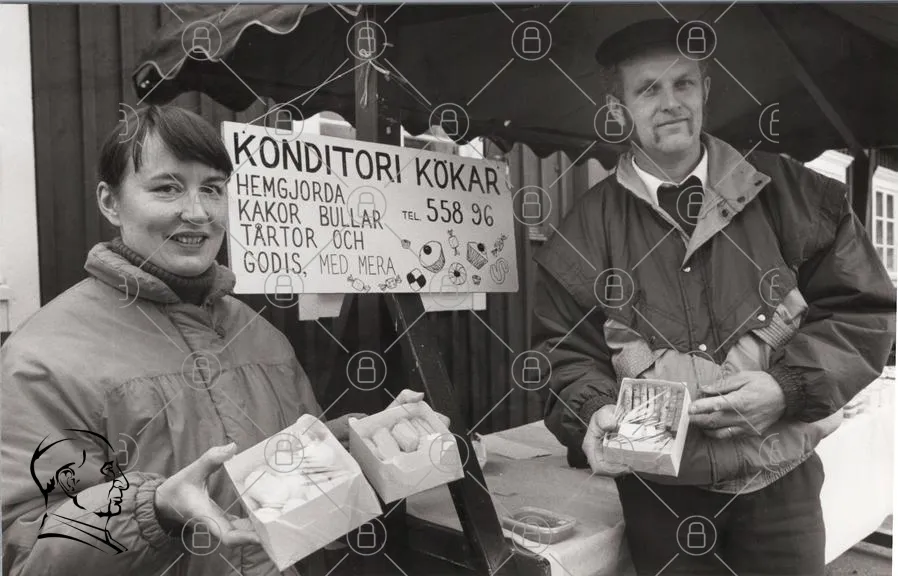 KONDITORI KÖKAR
HEMGJORDA
KAKOR BULLAR
TÅRTOR OCH
GODIS, MED MERA
TEL. 558 96